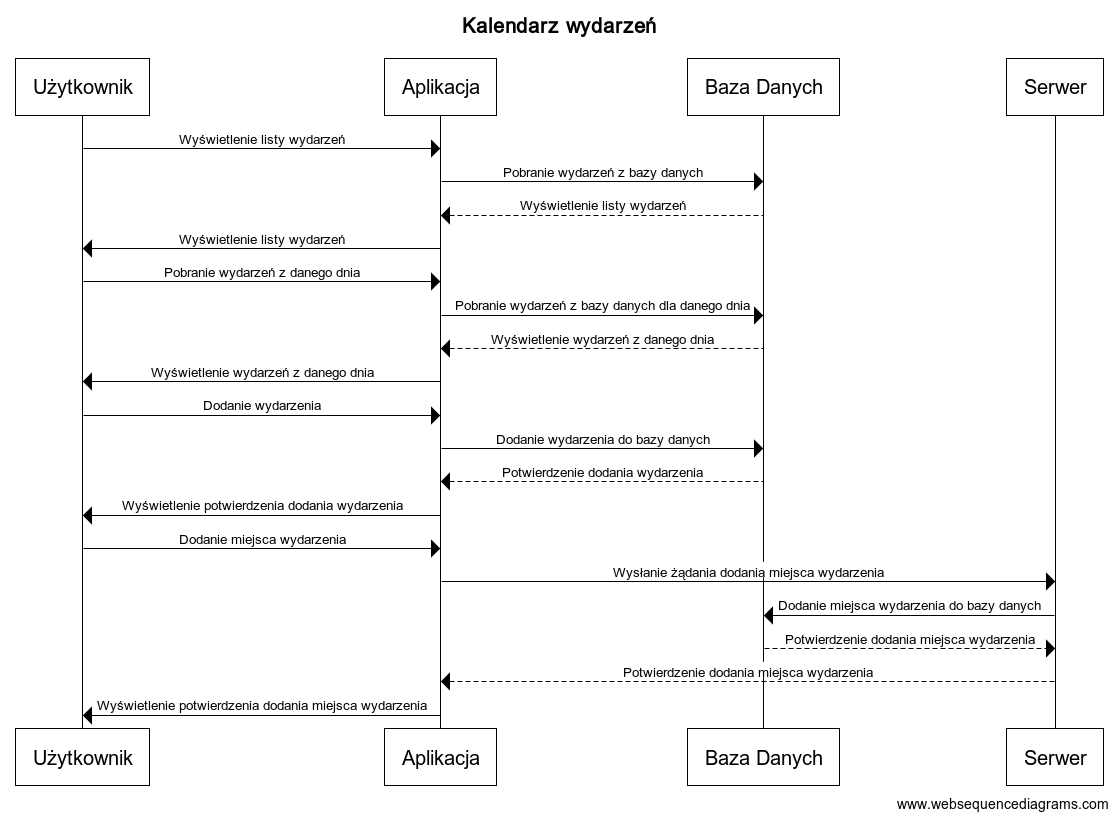 Kalendarz wydarzeń
Użytkownik
Aplikacja
Baza Danych
Serwer
Wyświetlenie listy wydarzeń
Pobranie wydarzeń z bazy danych
Wyświetlenie listy wydarzeń
Wyświetlenie listy wydarzeń
Pobranie wydarzeń z danego dnia
Pobranie wydarzeń z bazy danych dla danego dnia
Wyświetlenie wydarzeń z danego dnia
Wyświetlenie wydarzeń z danego dnia
Dodanie wydarzenia
Dodanie wydarzenia do bazy danych
Potwierdzenie dodania wydarzenia
Wyświetlenie potwierdzenia dodania wydarzenia
Dodanie miejsca wydarzenia
Wysłanie żądania dodania miejsca wydarzenia
Dodanie miejsca wydarzenia do bazy danych
Potwierdzenie dodania miejsca wydarzenia
Potwierdzenie dodania miejsca wydarzenia
Wyświetlenie potwierdzenia dodania miejsca wydarzenia
Użytkownik
Aplikacja
Baza Danych
Serwer
www.websequencediagrams.com